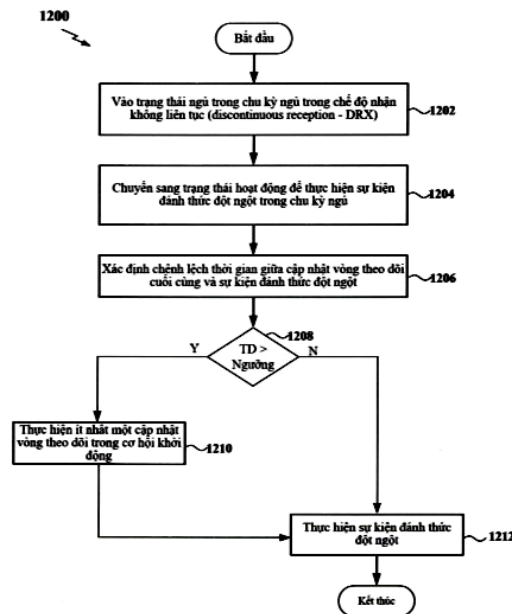 1200
Bắt đầu
Vào trạng thái ngủ trong chu kỳ ngủ trong chế độ nhận
không liên tục (discontinuous reception - DRX)
1202
Chuyển sang trạng thái hoạt động để thực hiện sự kiện
đánh thức đột ngột trong chu kỳ ngủ
1204
Xác định chênh lệch thời gian giữa cập nhật vòng theo dõi
cuối cùng và sự kiện đánh thức đột ngột
1206
1208
TD >
Ngưỡng
Y
N
Thực hiện ít nhất một cập nhật
vòng theo dõi trong cơ hội khởi
động
1210
Thực hiện sự kiện đánh thức
đột ngột
1212
Kết thúc